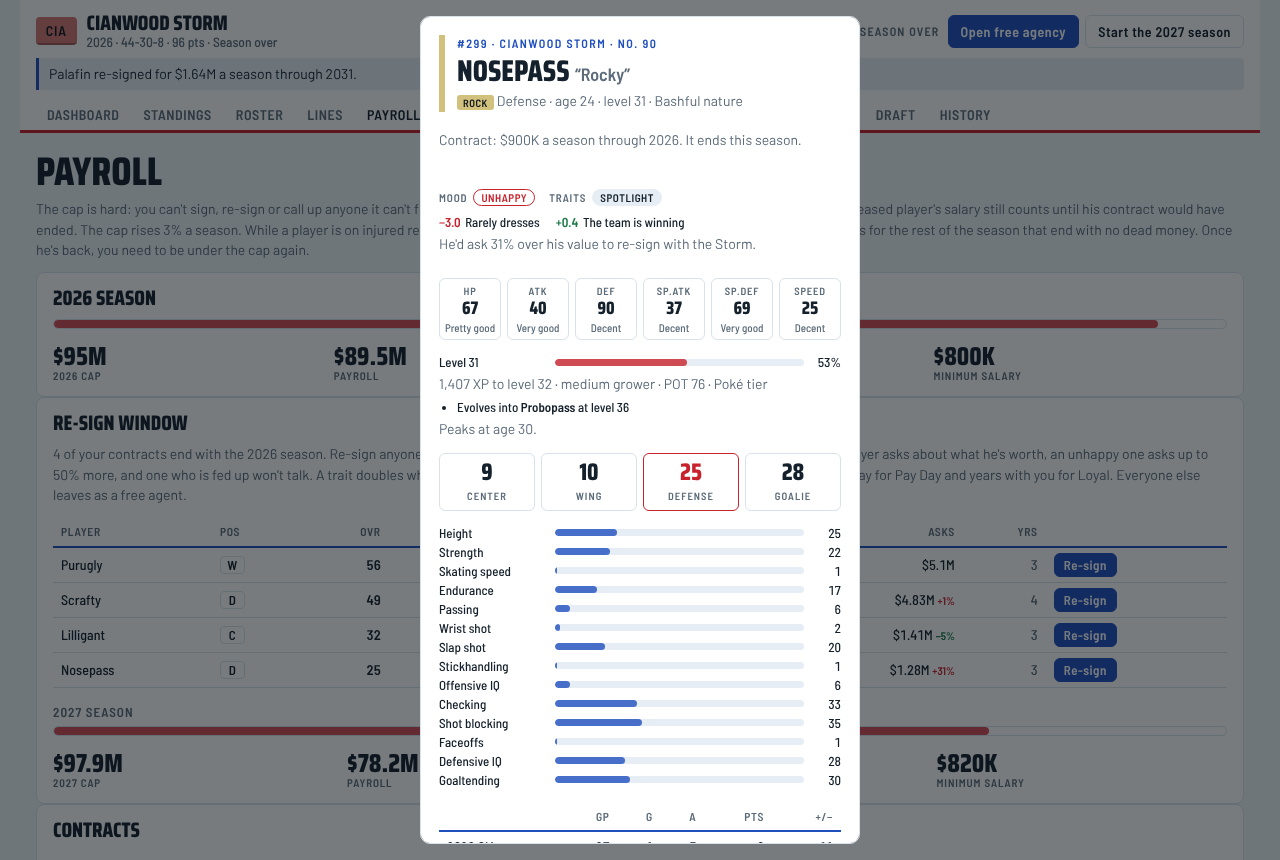 CIA
CIANWOOD STORM
2026 · 44-30-8 · 96 pts · Season over
SEASON OVER
Open free agency
Start the 2027 season
Palafin re-signed for $1.64M a season through 2031.
DASHBOARD STANDINGS ROSTER LINES PAYROLL DRAFT HISTORY
PAYROLL
The cap is hard: you can't sign, re-sign or call up anyone it can't f
eased player's salary still counts until his contract would have
ended. The cap rises 3% a season. While a player is on injured re
s for the rest of the season that end with no dead money. Once
he's back, you need to be under the cap again.
2026 SEASON
$95M $89.5M $800K
2026 CAP PAYROLL MINIMUM SALARY
RE-SIGN WINDOW
4 of your contracts end with the 2026 season. Re-sign anyone
yer asks about what he's worth, an unhappy one asks up to
50% more, and one who is fed up won't talk. A trait doubles wh
ay for Pay Day and years with you for Loyal. Everyone else
leaves as a free agent.
PLAYER POS OVR ASKS YRS
Purugly W 56 $5.1M 3 Re-sign
Scrafty D 49 $4.83M +1% 4 Re-sign
Lilligant C 32 $1.41M -5% 3 Re-sign
Nosepass D 25 $1.28M +31% 3 Re-sign
2027 SEASON
$97.9M $78.2M $820K
2027 CAP PAYROLL MINIMUM SALARY
CONTRACTS
#299 · CIANWOOD STORM · NO. 90
NOSEPASS “Rocky”
ROCK Defense · age 24 · level 31 · Bashful nature
Contract: $900K a season through 2026. It ends this season.
MOOD UNHAPPY TRAITS SPOTLIGHT
−3.0 Rarely dresses +0.4 The team is winning
He'd ask 31% over his value to re-sign with the Storm.
HP ATK DEF SP.ATK SP.DEF SPEED
67 40 90 37 69 25
Pretty good Very good Decent Decent Very good Decent
Level 31 53%
1,407 XP to level 32 · medium grower · POT 76 · Poké tier
• Evolves into Probopass at level 36
Peaks at age 30.
9 10 25 28
CENTER WING DEFENSE GOALIE
Height 25
Strength 22
Skating speed 1
Endurance 17
Passing 6
Wrist shot 2
Slap shot 20
Stickhandling 1
Offensive IQ 6
Checking 33
Shot blocking 35
Faceoffs 1
Defensive IQ 28
Goaltending 30
GP G A PTS +/−